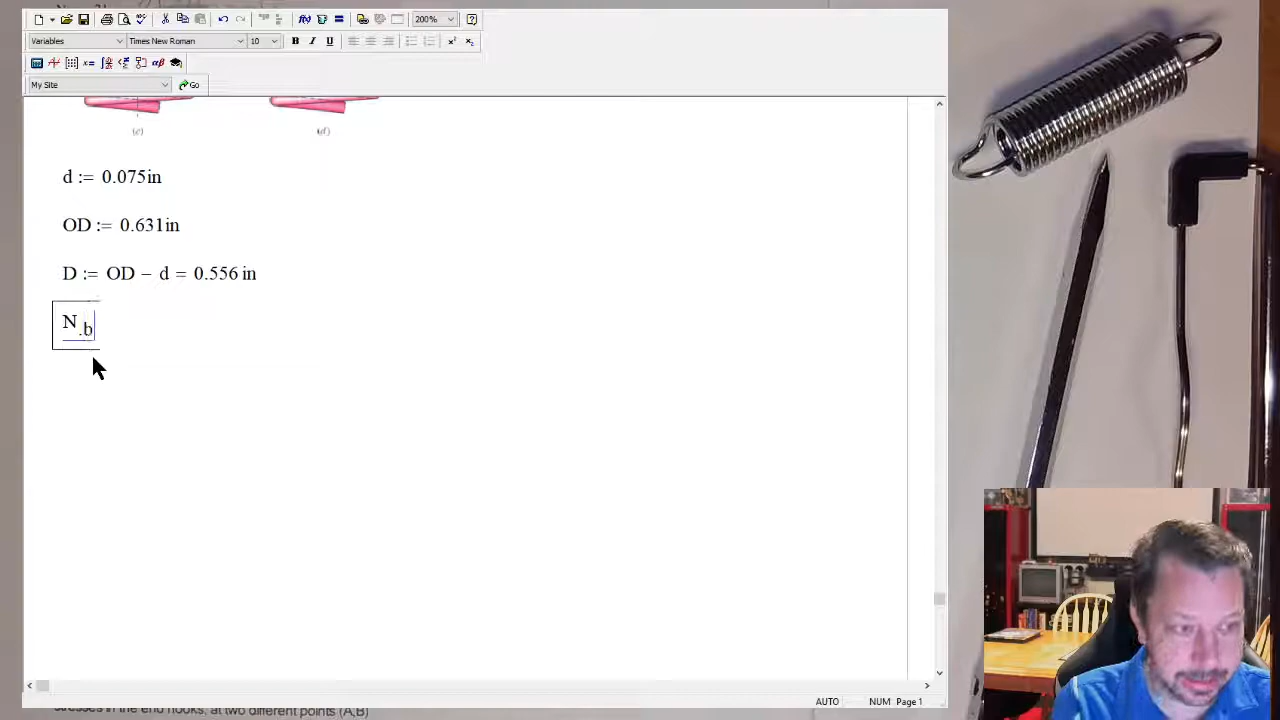 200%
Variables
Times New Roman
10
B I U
My Site
Go
(c)
(d)
d := 0.075in
OD := 0.631in
D := OD − d = 0.556 in
N.b
AUTO
NUM Page 1
stresses in the end hooks, at two different points (A,B)